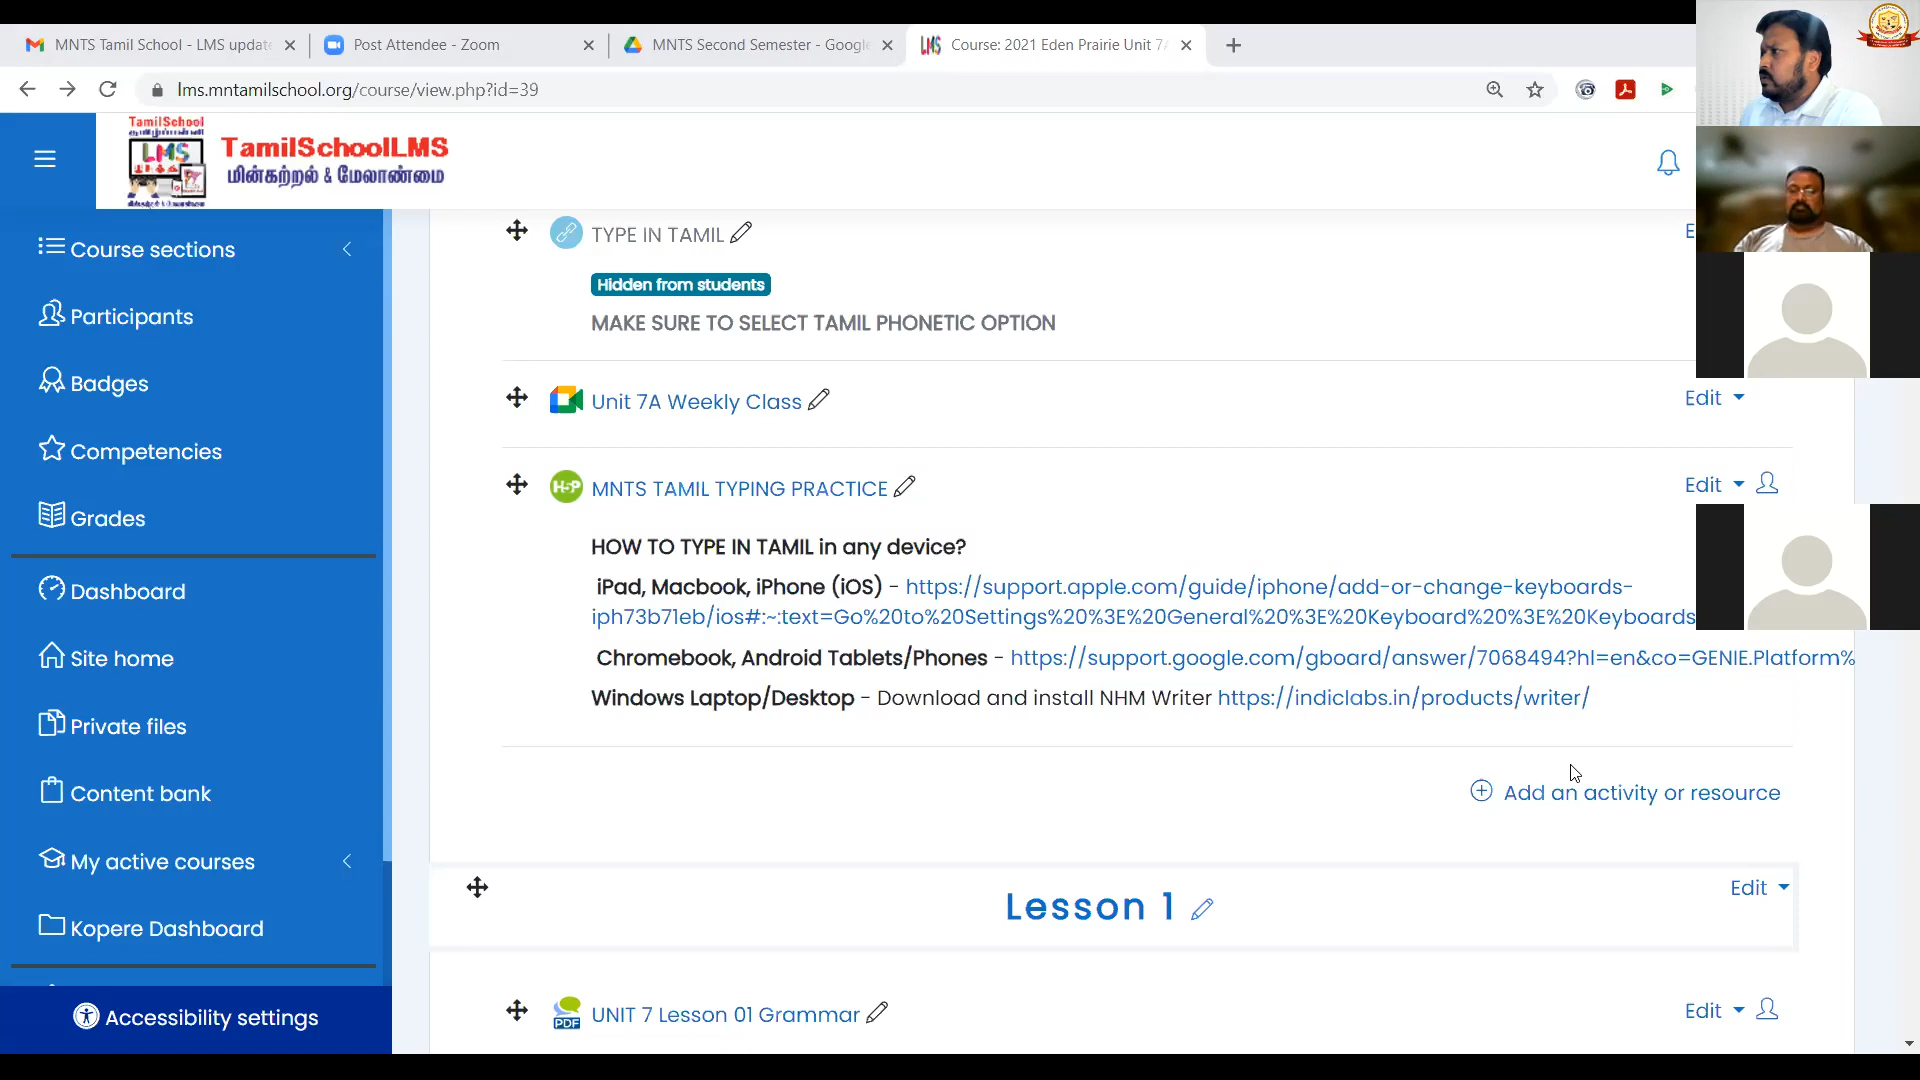 MNTS Tamil School - LMS updat
Post Attendee - Zoom
MNTS Second Semester - Google
LMS
Course: 2021 Eden Prairie Unit 7A
lms.mntamilschool.org/course/view.php?id=39
TamilSchool
LMS
TamilSchoolLMS
மின்கற்றல் & மேலாண்மை
Course sections
Participants
Badges
Competencies
Grades
Dashboard
Site home
Private files
Content bank
My active courses
Kopere Dashboard
Accessibility settings
TYPE IN TAMIL
Hidden from students
MAKE SURE TO SELECT TAMIL PHONETIC OPTION
Unit 7A Weekly Class
Edit
H5P
MNTS TAMIL TYPING PRACTICE
Edit
HOW TO TYPE IN TAMIL in any device?
iPad, Macbook, iPhone (iOS) - https://support.apple.com/guide/iphone/add-or-change-keyboards-
iph73b71eb/ios#:~:text=Go%20to%20Settings%20%3E%20General%20%3E%20Keyboard%20%3E%20Keyboards
Chromebook, Android Tablets/Phones - https://support.google.com/gboard/answer/7068494?hl=en&co=GENIE.Platform%
Windows Laptop/Desktop - Download and install NHM Writer https://indiclabs.in/products/writer/
Add an activity or resource
Lesson 1
Edit
PDF
UNIT 7 Lesson 01 Grammar
Edit